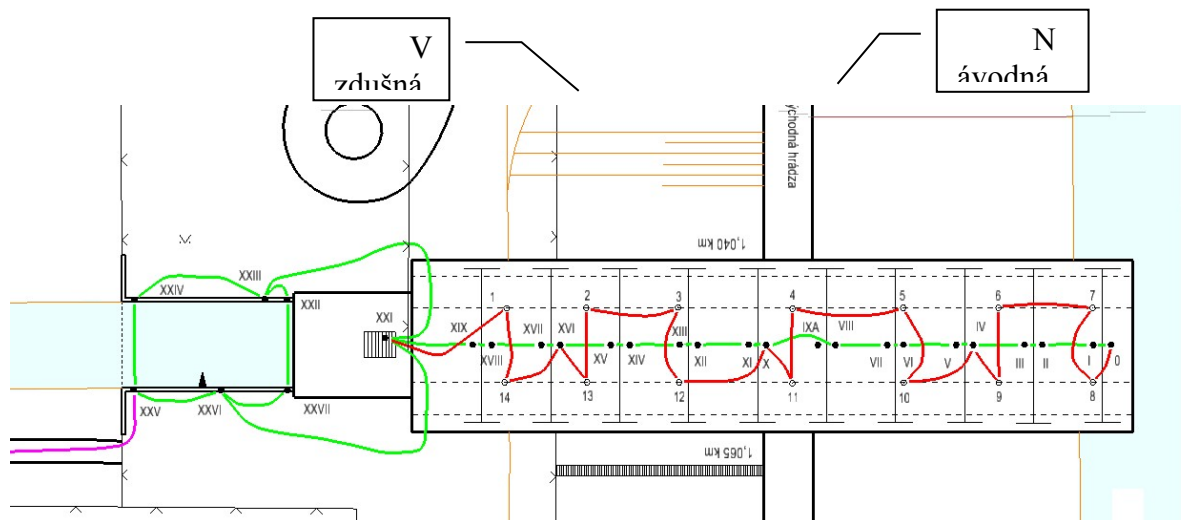 V
zdušná
N
ávodná
ýchodná hrádza
1,040 km
XXIII
XXIV
XXII
XXI
1
2
3
4
5
6
7
XIX
XVII
XVI
XIII
IXA
VIII
IV
XVIII
XV
XIV
XII
XI
X
VII
VI
V
III
II
I
0
14
13
12
11
10
9
8
XXV
XXVI
XXVII
1,065 km